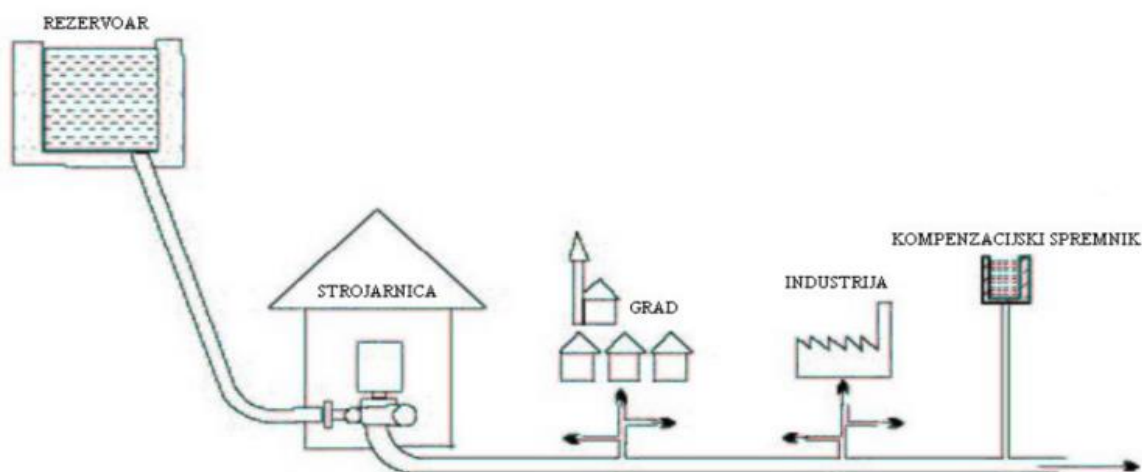 REZERVOAR
STROJARNICA
GRAD
INDUSTRIJA
KOMPENZACIJSKI SPREMNIK